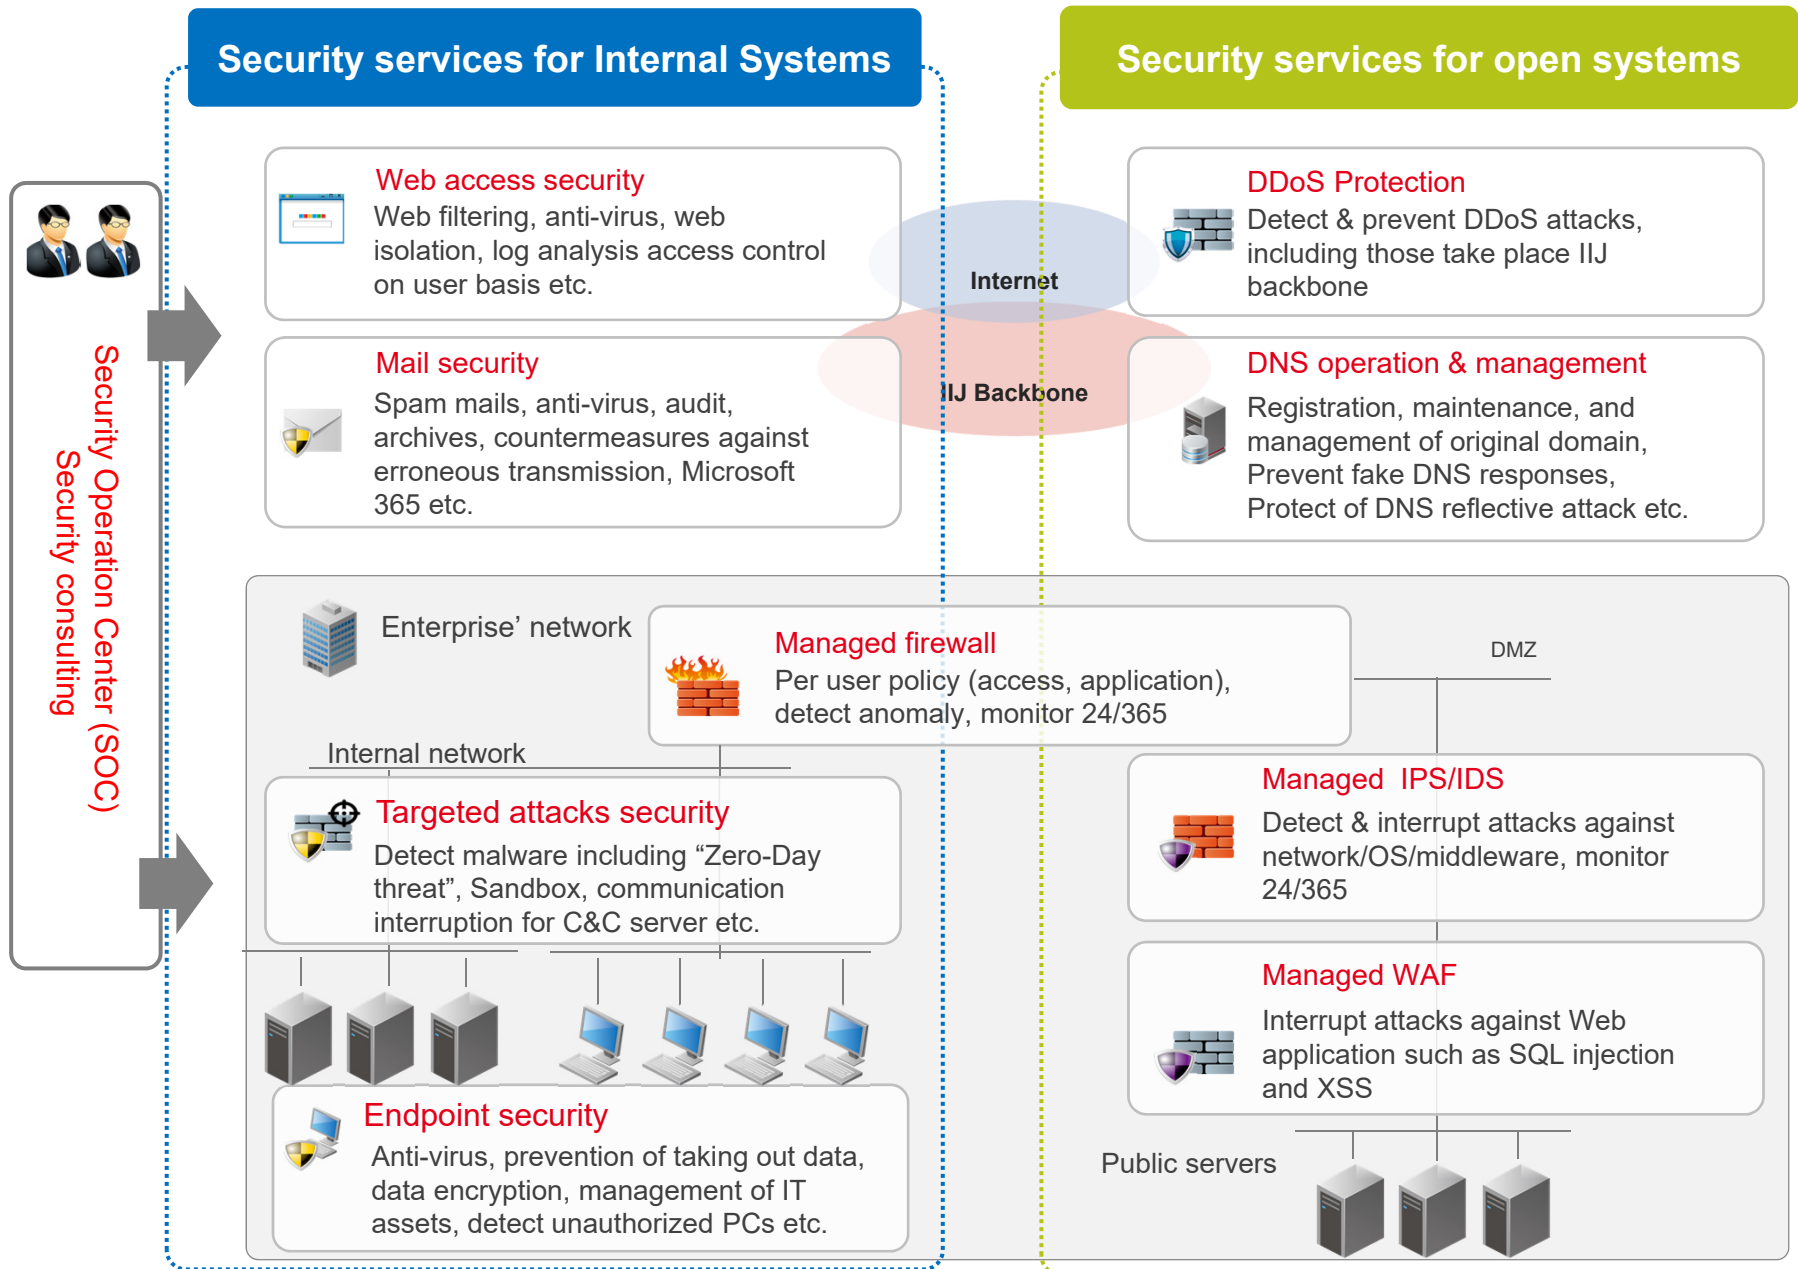 Security services for Internal Systems
Security services for open systems
Security Operation Center (SOC)
Security consulting
Web access security
Web filtering, anti-virus, web
isolation, log analysis access control
on user basis etc.
Mail security
Spam mails, anti-virus, audit,
archives, countermeasures against
erroneous transmission, Microsoft
365 etc.
Internet
IIJ Backbone
DDoS Protection
Detect & prevent DDoS attacks,
including those take place IIJ
backbone
DNS operation & management
Registration, maintenance, and
management of original domain,
Prevent fake DNS responses,
Protect of DNS reflective attack etc.
Enterprise’ network
Managed firewall
Per user policy (access, application),
detect anomaly, monitor 24/365
DMZ
Internal network
Targeted attacks security
Detect malware including “Zero-Day
threat”, Sandbox, communication
interruption for C&C server etc.
Managed IPS/IDS
Detect & interrupt attacks against
network/OS/middleware, monitor
24/365
Managed WAF
Interrupt attacks against Web
application such as SQL injection
and XSS
Endpoint security
Anti-virus, prevention of taking out data,
data encryption, management of IT
assets, detect unauthorized PCs etc.
Public servers